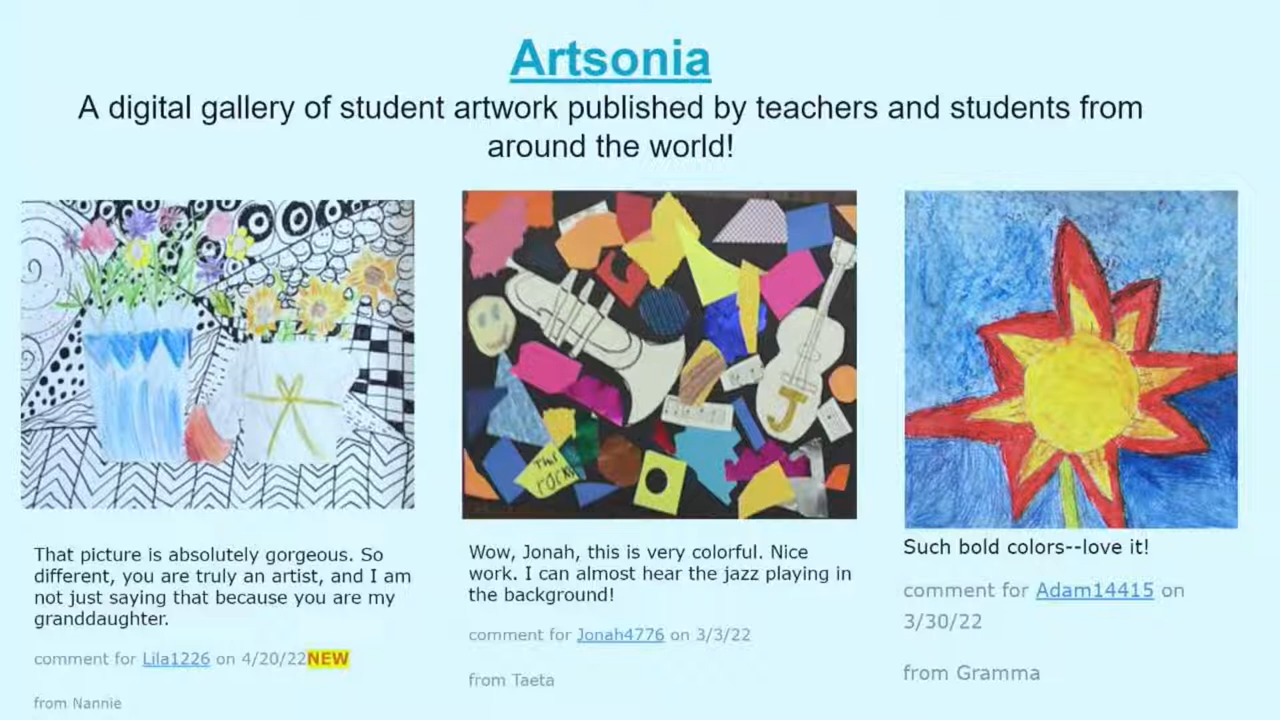 Artsonia
A digital gallery of student artwork published by teachers and students from
around the world!
J
THAT
ROCKS
That picture is absolutely gorgeous. So
different, you are truly an artist, and I am
not just saying that because you are my
granddaughter.
comment for Lila1226 on 4/20/22NEW
from Nannie
Wow, Jonah, this is very colorful. Nice
work. I can almost hear the jazz playing in
the background!
comment for Jonah4776 on 3/3/22
from Taeta
Such bold colors--love it!
comment for Adam14415 on
3/30/22
from Gramma